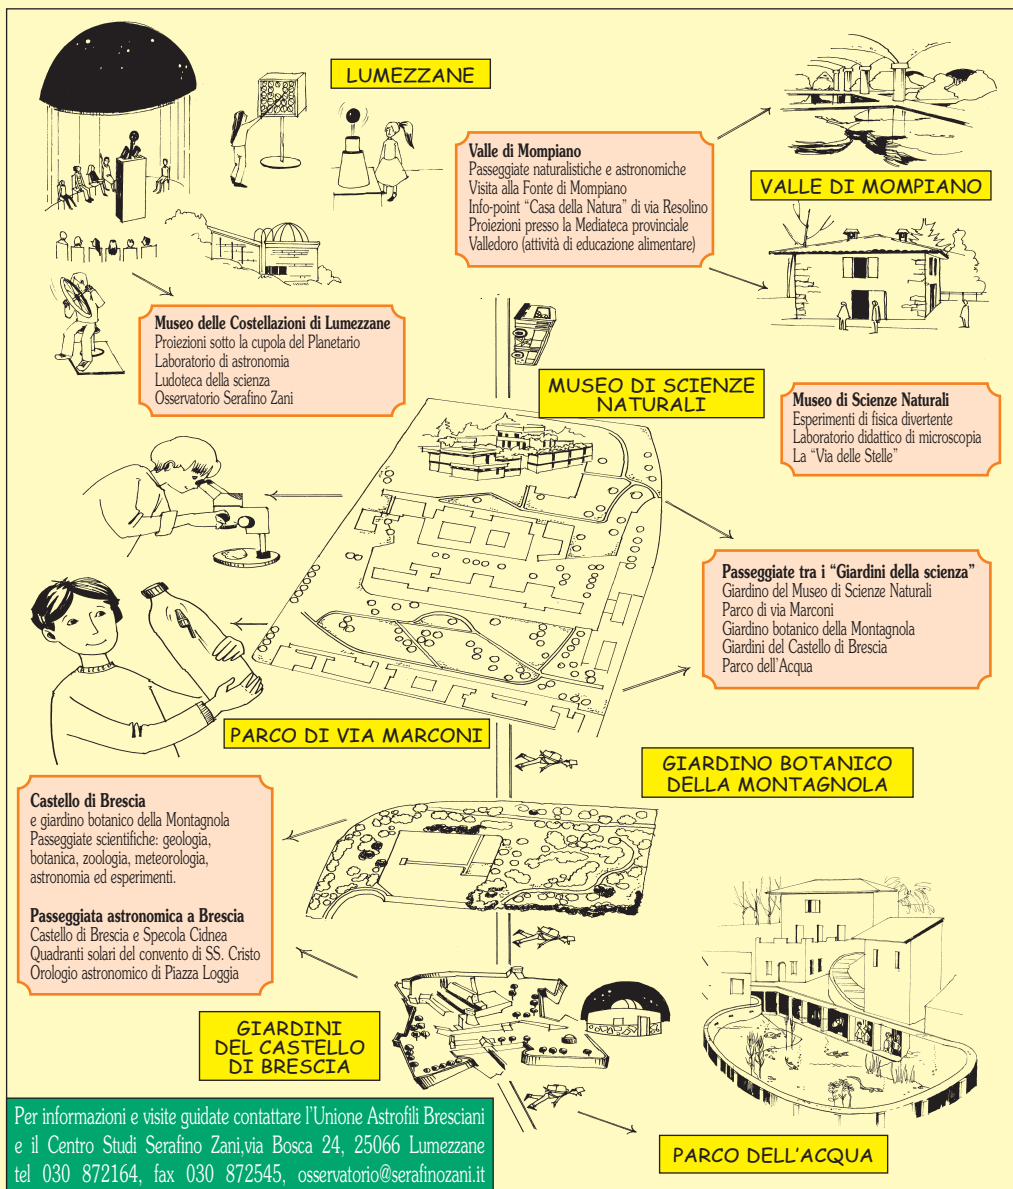 LUMEZZANE
Valle di Mompiano
Passeggiate naturalistiche e astronomiche
Visita alla Fonte di Mompiano
Info-point “Casa della Natura” di via Resolino
Proiezioni presso la Mediateca provinciale
Valledoro (attività di educazione alimentare)
VALLE DI MOMPIANO
Museo delle Costellazioni di Lumezzane
Proiezioni sotto la cupola del Planetario
Laboratorio di astronomia
Ludoteca della scienza
Osservatorio Serafino Zani
MUSEO DI SCIENZE
NATURALI
Museo di Scienze Naturali
Esperimenti di fisica divertente
Laboratorio didattico di microscopia
La “Via delle Stelle”
Passeggiate tra i “Giardini della scienza”
Giardino del Museo di Scienze Naturali
Parco di via Marconi
Giardino botanico della Montagnola
Giardini del Castello di Brescia
Parco dell'Acqua
PARCO DI VIA MARCONI
GIARDINO BOTANICO
DELLA MONTAGNOLA
Castello di Brescia
e giardino botanico della Montagnola
Passeggiate scientifiche: geologia,
botanica, zoologia, meteorologia,
astronomia ed esperimenti.
Passeggiata astronomica a Brescia
Castello di Brescia e Specola Cidnea
Quadranti solari del convento di SS. Cristo
Orologio astronomico di Piazza Loggia
GIARDINI
DEL CASTELLO
DI BRESCIA
Per informazioni e visite guidate contattare l'Unione Astrofili Bresciani
e il Centro Studi Serafino Zani,via Bosca 24, 25066 Lumezzane
tel 030 872164, fax 030 872545, osservatorio@serafinozani.it
PARCO DELL'ACQUA